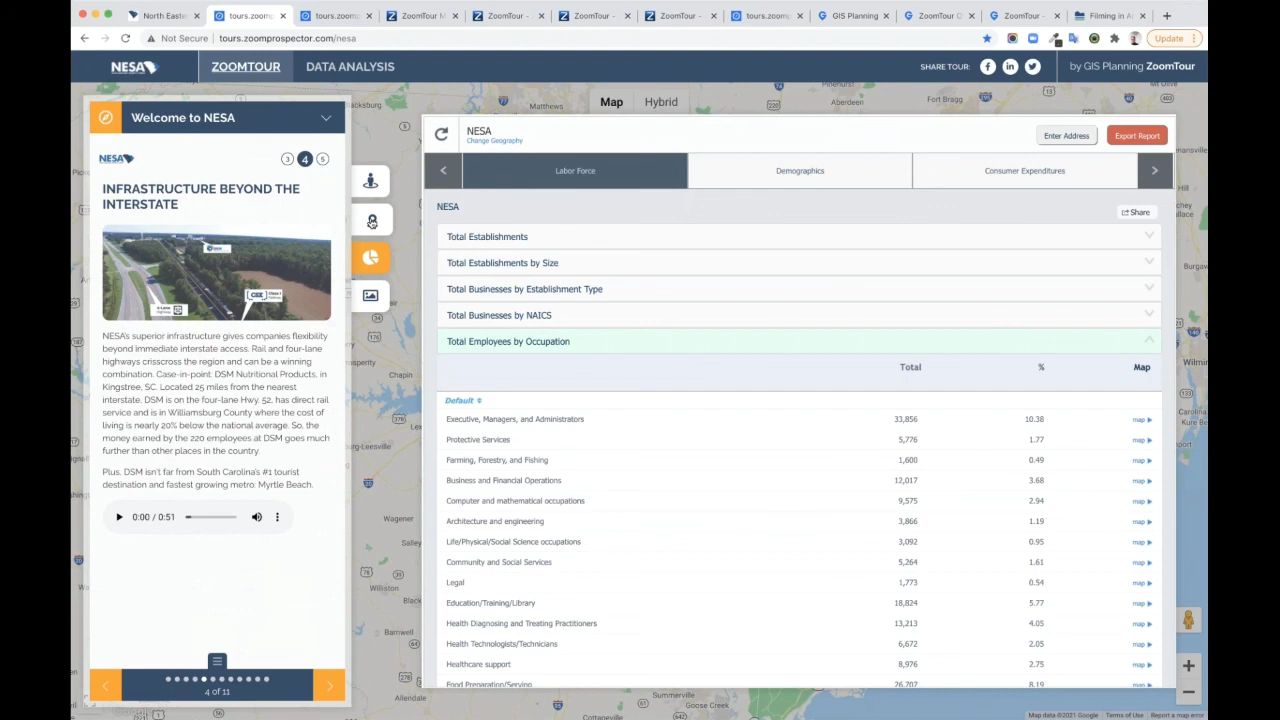 North Easte
tours.zoomp
tours.zoomp
ZoomTour M
ZoomTour -
ZoomTour -
ZoomTour -
tours.zoomp
GIS Planning
ZoomTour C
ZoomTour -
Filming in A
Not Secure
tours.zoomprospector.com/nesa
Update
NESA
ZOOMTOUR
DATA ANALYSIS
SHARE TOUR:
by GIS Planning ZoomTour
Welcome to NESA
NESA
3 4 5
INFRASTRUCTURE BEYOND THE
INTERSTATE
4-Lane
Highway
CSX
Class I
Railway
NESA's superior infrastructure gives companies flexibility
beyond immediate interstate access. Rail and four-lane
highways crisscross the region and can be a winning
combination. Case-in-point: DSM Nutritional Products, in
Kingstree, SC. Located 25 miles from the nearest
interstate, DSM is on the four-lane Hwy. 52, has direct rail
service and is in Williamsburg County where the cost of
living is nearly 20% below the national average. So, the
money earned by the 220 employees at DSM goes much
further than other places in the country.
Plus, DSM isn't far from South Carolina's #1 tourist
destination and fastest growing metro: Myrtle Beach.
0:00 / 0:51
4 of 11
Map
Hybrid
Matthews
Aberdeen
Fort Bragg
Chapin
Wagener
Williston
Barnwell
Allendale
Summerville
Goose Creek
Cottageville
NESA
Change Geography
Enter Address
Export Report
Labor Force
Demographics
Consumer Expenditures
NESA
Share
Total Establishments
Total Establishments by Size
Total Businesses by Establishment Type
Total Businesses by NAICS
Total Employees by Occupation
Total % Map
Default
Executive, Managers, and Administrators 33,856 10.38 map
Protective Services 5,776 1.77 map
Farming, Forestry, and Fishing 1,600 0.49 map
Business and Financial Operations 12,017 3.68 map
Computer and mathematical occupations 9,575 2.94 map
Architecture and engineering 3,866 1.19 map
Life/Physical/Social Science occupations 3,092 0.95 map
Community and Social Services 5,264 1.61 map
Legal 1,773 0.54 map
Education/Training/Library 18,824 5.77 map
Health Diagnosing and Treating Practitioners 13,213 4.05 map
Health Technologists/Technicians 6,672 2.05 map
Healthcare support 8,976 2.75 map
Food Preparation/Serving 26,707 8.19 map
Map data ©2021 Google
Terms of Use
Report a map error